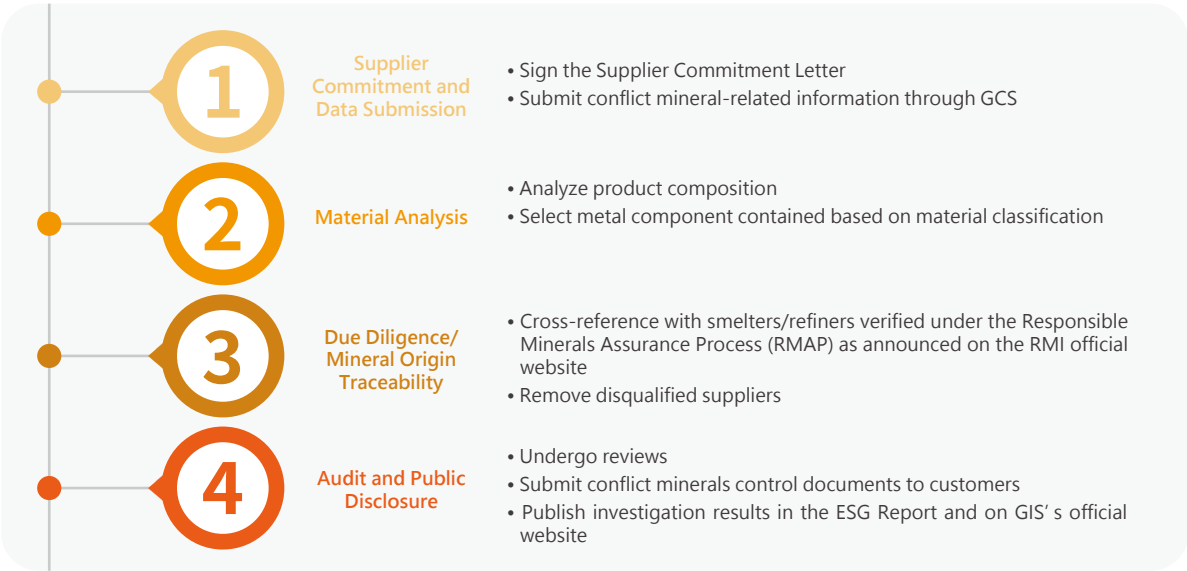 1
Supplier
Commitment and
Data Submission
• Sign the Supplier Commitment Letter
• Submit conflict mineral-related information through GCS
2
Material Analysis
• Analyze product composition
• Select metal component contained based on material classification
3
Due Diligence/
Mineral Origin
Traceability
• Cross-reference with smelters/refiners verified under the Responsible
Minerals Assurance Process (RMAP) as announced on the RMI official
website
• Remove disqualified suppliers
4
Audit and Public
Disclosure
• Undergo reviews
• Submit conflict minerals control documents to customers
• Publish investigation results in the ESG Report and on GIS’ s official
website